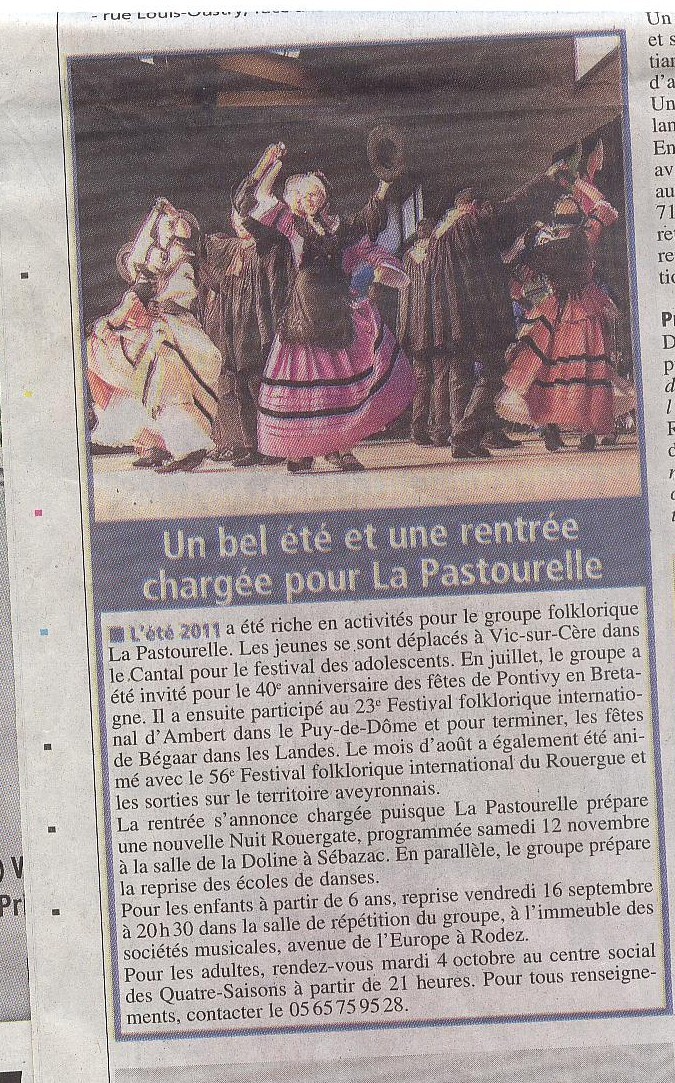 - rue Louis-Oustry,
Un bel été et une rentrée
chargée pour La Pastourelle
■ L'été 2011 a été riche en activités pour le groupe folklorique
La Pastourelle. Les jeunes se sont déplacés à Vic-sur-Cère dans
le Cantal pour le festival des adolescents. En juillet, le groupe a
été invité pour le 40e anniversaire des fêtes de Pontivy en Breta-
gne. Il a ensuite participé au 23e Festival folklorique internatio-
nal d'Ambert dans le Puy-de-Dôme et pour terminer, les fêtes
de Bégaar dans les Landes. Le mois d'août a également été ani-
mé avec le 56e Festival folklorique international du Rouergue et
les sorties sur le territoire aveyronnais.
La rentrée s'annonce chargée puisque La Pastourelle prépare
une nouvelle Nuit Rouergate, programmée samedi 12 novembre
à la salle de la Doline à Sébazac. En parallèle, le groupe prépare
la reprise des écoles de danses.
Pour les enfants à partir de 6 ans, reprise vendredi 16 septembre
à 20h30 dans la salle de répétition du groupe, à l'immeuble des
sociétés musicales, avenue de l'Europe à Rodez.
Pour les adultes, rendez-vous mardi 4 octobre au centre social
des Quatre-Saisons à partir de 21 heures. Pour tous renseigne-
ments, contacter le 05 65 75 95 28.
Un
et s
tian
d'a
Un
lan
En
av
au
71
re
re
tio